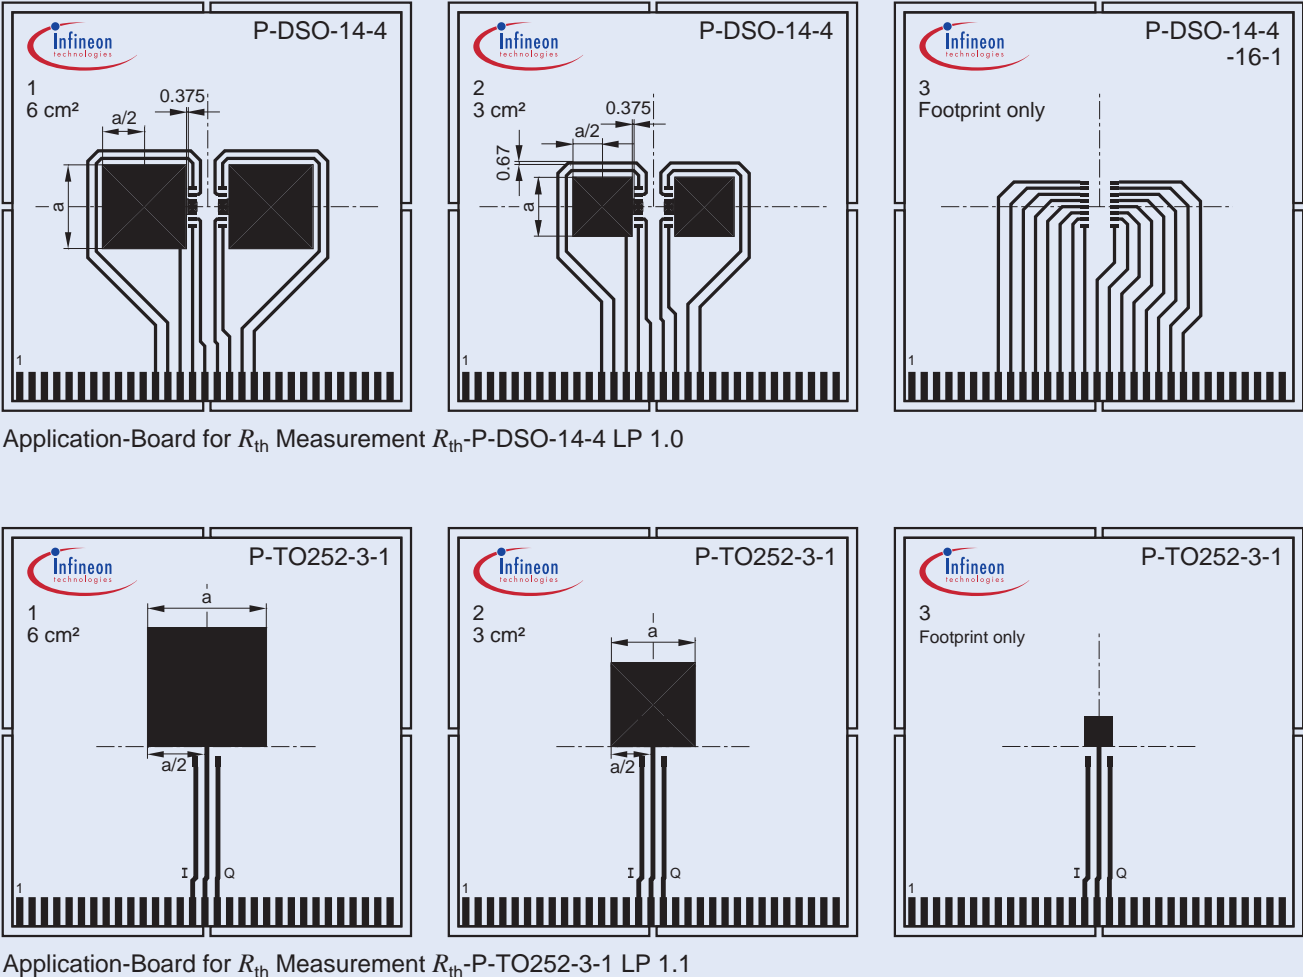 Infineon
technologies
P-DSO-14-4
1
6 cm²
0.375
a/2
a
1
Infineon
technologies
P-DSO-14-4
2
3 cm²
0.375
a/2
0.67
a
1
Infineon
technologies
P-DSO-14-4
-16-1
3
Footprint only
1
Application-Board for Rth Measurement Rth-P-DSO-14-4 LP 1.0
Infineon
technologies
P-TO252-3-1
1
6 cm²
a
a/2
I Q
1
Infineon
technologies
P-TO252-3-1
2
3 cm²
a
a/2
I Q
1
Infineon
technologies
P-TO252-3-1
3
Footprint only
I Q
1
Application-Board for Rth Measurement Rth-P-TO252-3-1 LP 1.1